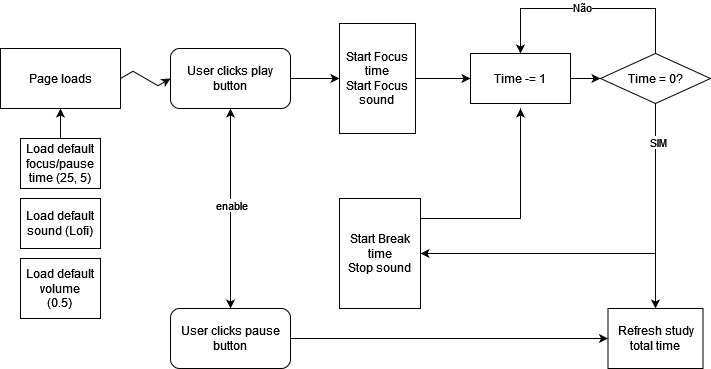 Não
Page loads
User clicks play
button
Start Focus
time
Start Focus
sound
Time -= 1
Time = 0?
SIM
Load default
focus/pause
time (25, 5)
enable
Load default
sound (Lofi)
Start Break
time
Stop sound
Load default
volume
(0.5)
User clicks pause
button
Refresh study
total time